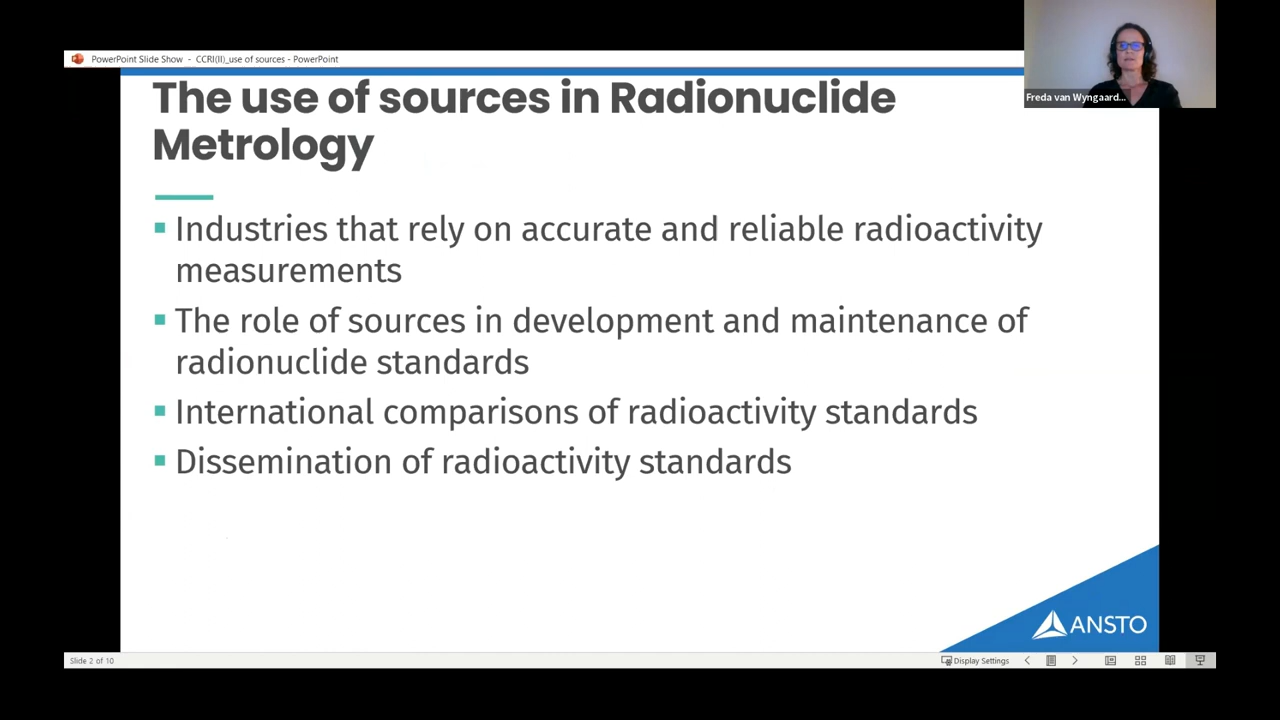 PowerPoint Slide Show - CCRI(II)_use of sources - PowerPoint
Freda van Wyngaard...
The use of sources in Radionuclide
Metrology
Industries that rely on accurate and reliable radioactivity
measurements
The role of sources in development and maintenance of
radionuclide standards
International comparisons of radioactivity standards
Dissemination of radioactivity standards
ANSTO
Slide 2 of 10
Display Settings